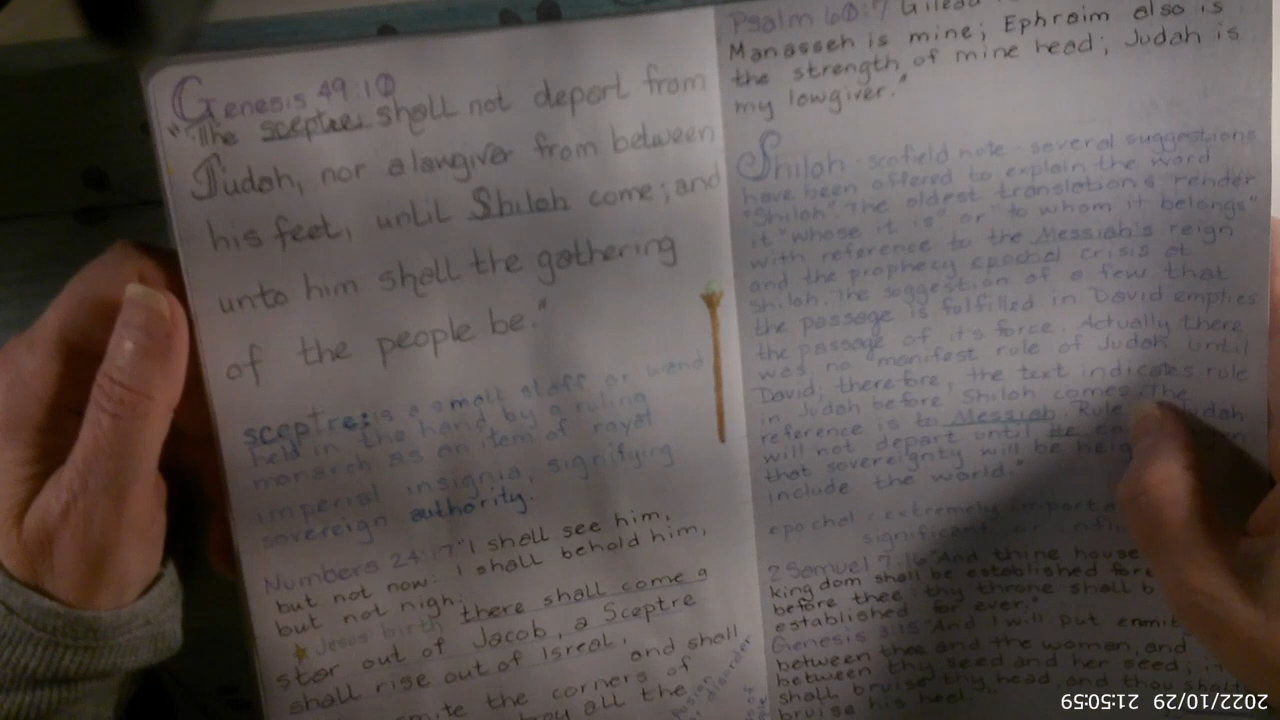 Genesis 49:10
"The sceptre shall not depart from
Judah, nor a lawgiver from between
his feet, until Shiloh come; and
unto him shall the gathering
of the people be."
sceptre: is a small staff or wand
held in the hand by a ruling
monarch as an item of royal
imperial insignia, signifying
sovereign authority.
Numbers 24:17 "I shall see him,
but not now: I shall behold him,
but not nigh:
Jesus birth there shall come a
star out of Jacob, a Sceptre
shall rise out of Isreal,
and shall
the corners of
all the
disorder
Psalm 60:7 Gilead
Manasseh is mine; Ephraim also is
the strength of mine head; Judah is
my lawgiver."
Shiloh - scofield note - several suggestions
have been offered to explain the word
"Shiloh". The oldest translations render
it "whose it is" or "to whom it belongs"
with reference to the Messiah's reign
and the prophecy epochal crisis at
Shiloh. The suggestion of a few that
the passage is fulfilled in David empties
the passage of it's force. Actually there
was no "manifest rule of Judah until
David; therefore, the text indicates rule
in Judah before Shiloh comes. The
reference is to Messiah. Rule Judah
will not depart until He
that sovereignty will be
include the world."
epochal: extremely
2 Samuel 7:16 "And thine house
kingdom shall be established
before thee thy throne shall
established for ever."
Genesis 3:15 "And I will put
between thee and the woman, and
between thy seed and her seed;
shall bruise thy head, and thou
bruise his heel."
2022/10/29 21:50:59